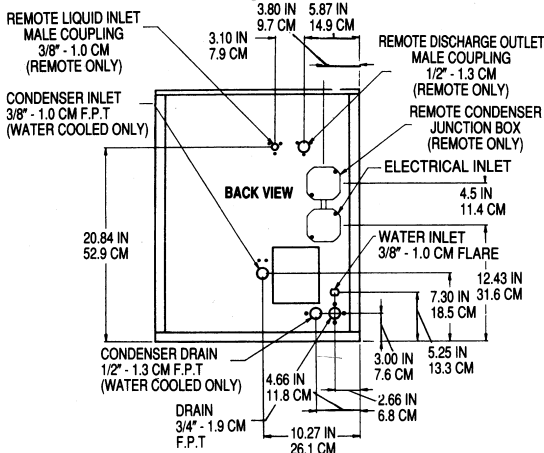 REMOTE LIQUID INLET
MALE COUPLING
3/8" - 1.0 CM
(REMOTE ONLY)
3.10 IN
7.9 CM
3.80 IN
9.7 CM
5.87 IN
14.9 CM
REMOTE DISCHARGE OUTLET
MALE COUPLING
1/2" - 1.3 CM
(REMOTE ONLY)
CONDENSER INLET
3/8" - 1.0 CM F.P.T
(WATER COOLED ONLY)
REMOTE CONDENSER
JUNCTION BOX
(REMOTE ONLY)
ELECTRICAL INLET
BACK VIEW
4.5 IN
11.4 CM
20.84 IN
52.9 CM
WATER INLET
3/8" - 1.0 CM FLARE
12.43 IN
31.6 CM
7.30 IN
18.5 CM
5.25 IN
13.3 CM
3.00 IN
7.6 CM
CONDENSER DRAIN
1/2" - 1.3 CM F.P.T
(WATER COOLED ONLY)
4.66 IN
11.8 CM
2.66 IN
6.8 CM
DRAIN
3/4" - 1.9 CM
F.P.T
10.27 IN
26.1 CM